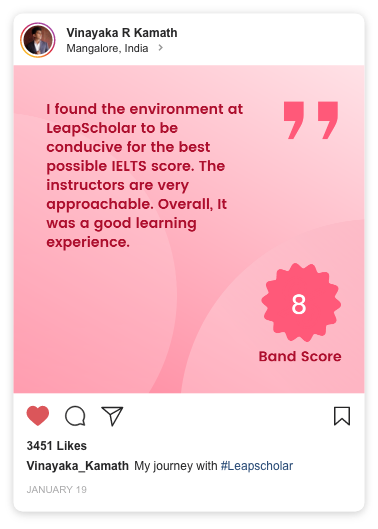 Vinayaka R Kamath
Mangalore, India
I found the environment at
LeapScholar to be
conducive for the best
possible IELTS score. The
instructors are very
approachable. Overall, It
was a good learning
experience.
8
Band Score
3451 Likes
Vinayaka_Kamath My journey with #Leapscholar
JANUARY 19